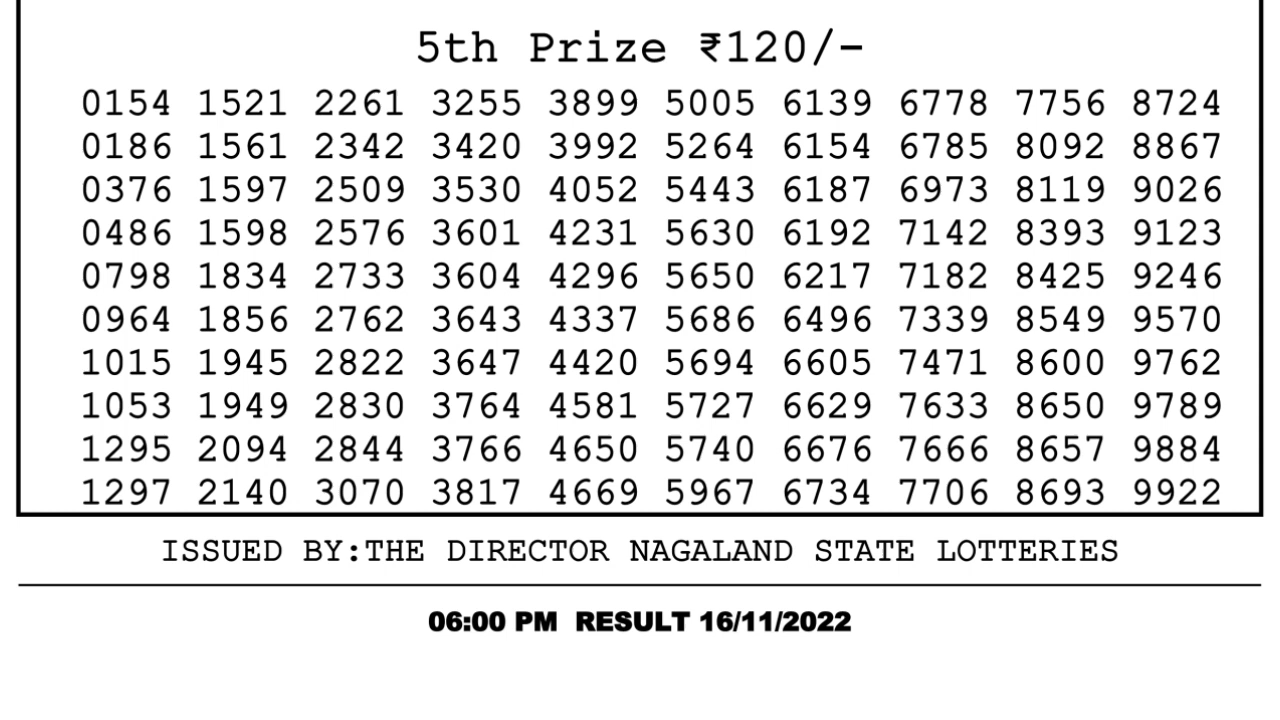 5th Prize ₹120/-
0154 1521 2261 3255 3899 5005 6139 6778 7756 8724
0186 1561 2342 3420 3992 5264 6154 6785 8092 8867
0376 1597 2509 3530 4052 5443 6187 6973 8119 9026
0486 1598 2576 3601 4231 5630 6192 7142 8393 9123
0798 1834 2733 3604 4296 5650 6217 7182 8425 9246
0964 1856 2762 3643 4337 5686 6496 7339 8549 9570
1015 1945 2822 3647 4420 5694 6605 7471 8600 9762
1053 1949 2830 3764 4581 5727 6629 7633 8650 9789
1295 2094 2844 3766 4650 5740 6676 7666 8657 9884
1297 2140 3070 3817 4669 5967 6734 7706 8693 9922
ISSUED BY:THE DIRECTOR NAGALAND STATE LOTTERIES
06:00 PM RESULT 16/11/2022